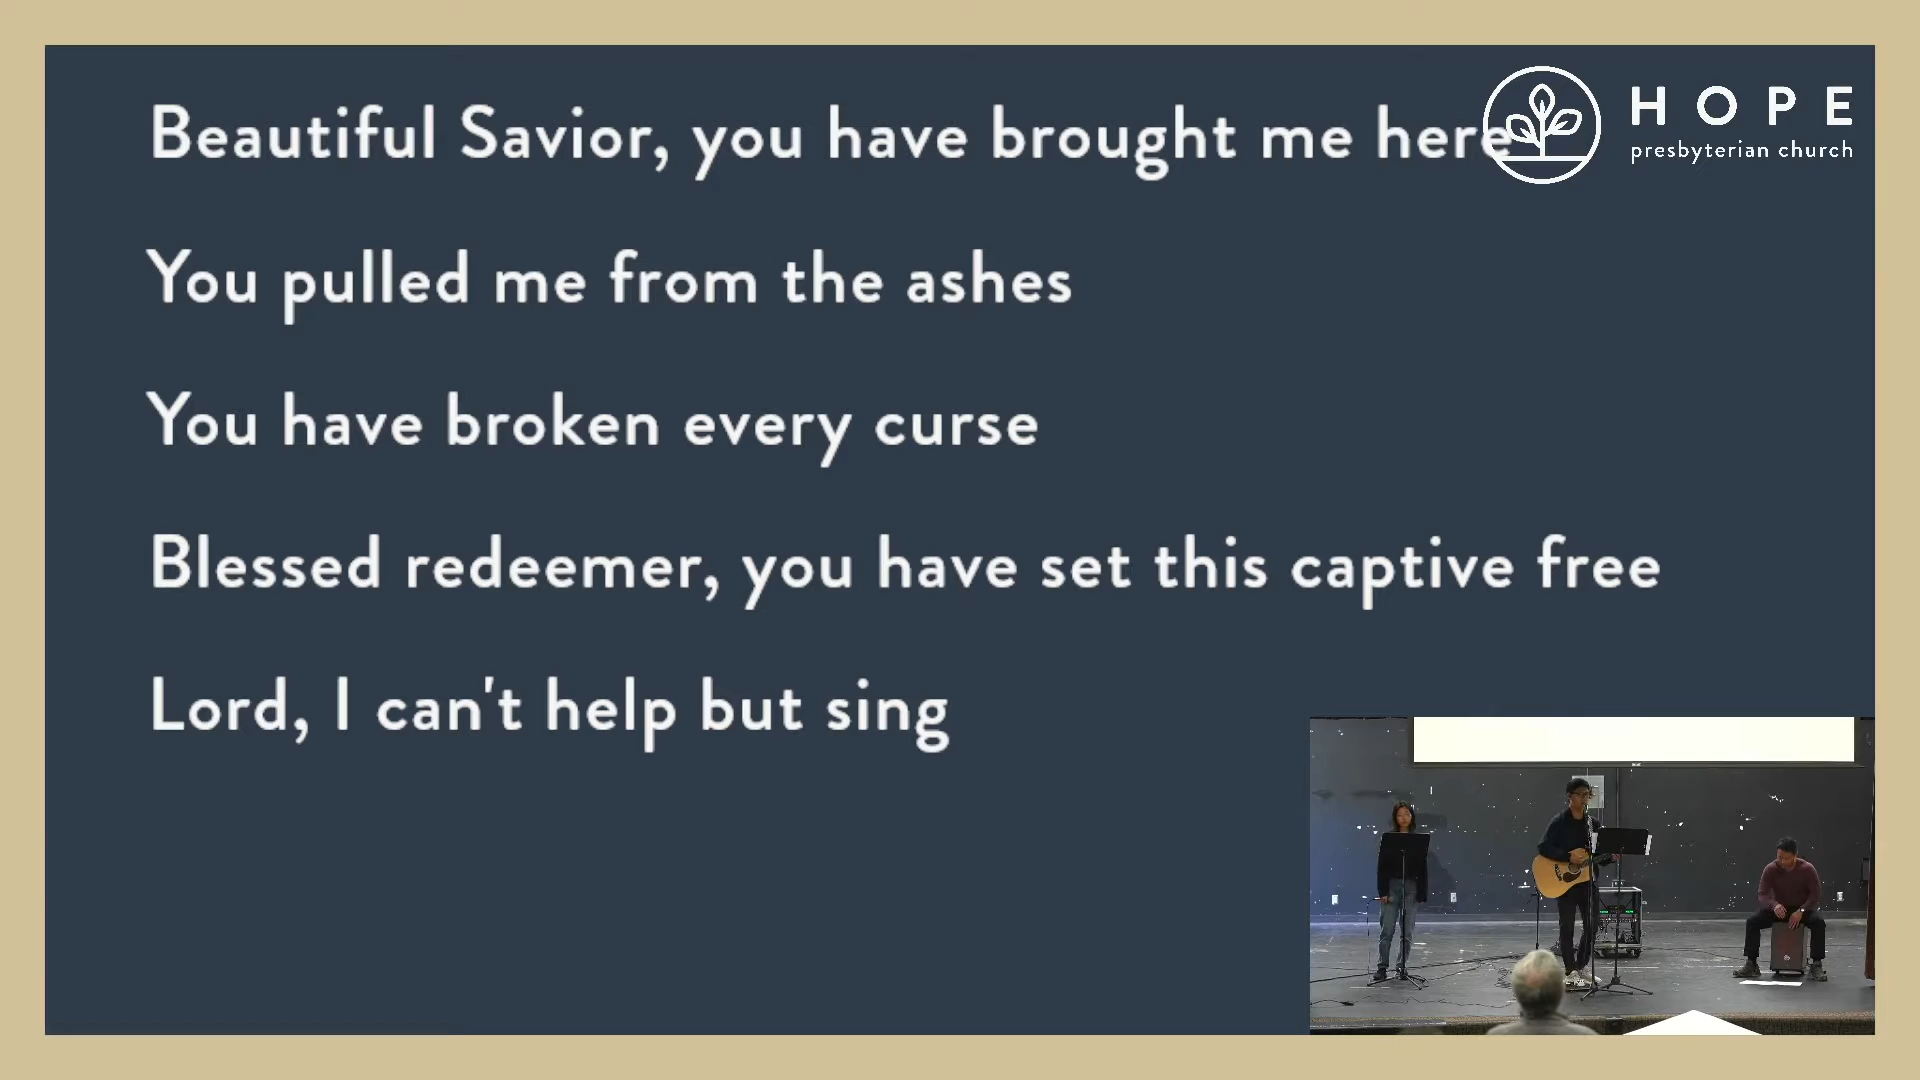 Beautiful Savior, you have brought me here
HOPE
presbyterian church
You pulled me from the ashes
You have broken every curse
Blessed redeemer, you have set this captive free
Lord, I can't help but sing